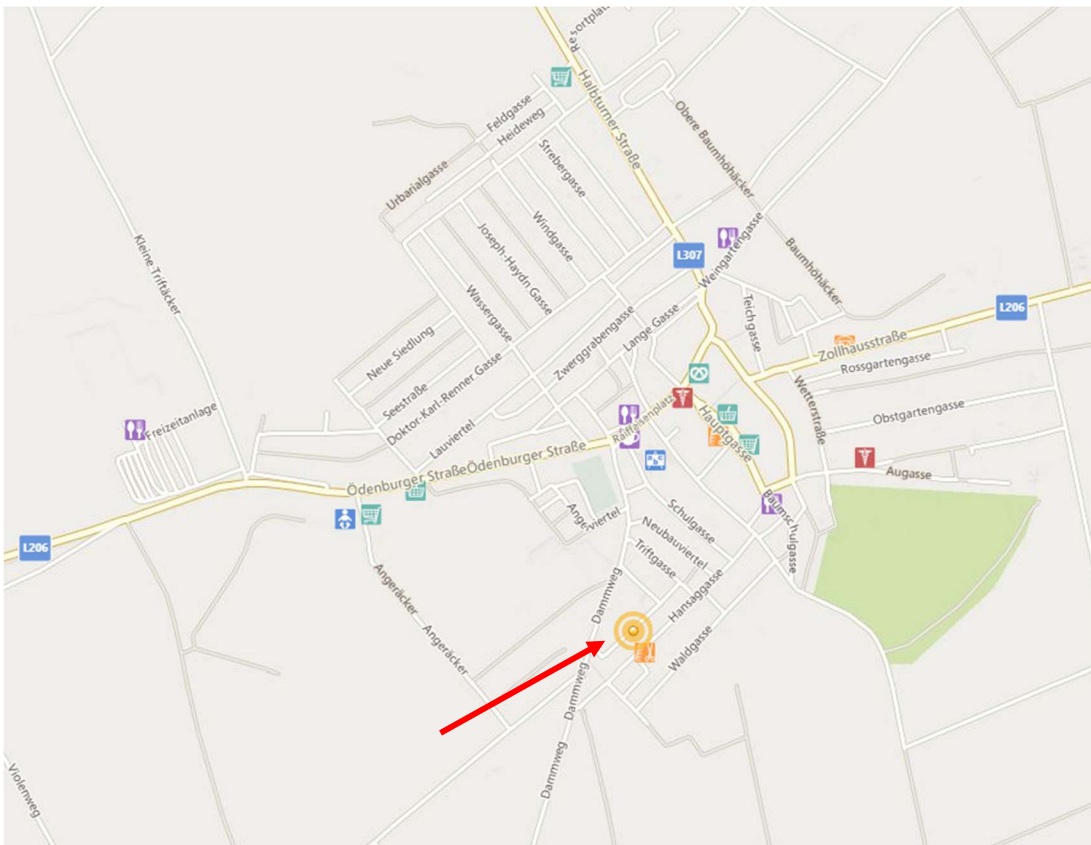 Resortplatz
Halbturner Straße
Feldgasse
Heideweg
Urbarialgasse
Strebergasse
Obere Baumhöhäcker
Baumhöhäcker
Kleine Triftäcker
Joseph-Haydn Gasse
Windgasse
Wassergasse
L307
Weingartengasse
Teichgasse
L206
Zollhausstraße
Neue Siedlung
Seestraße
Doktor-Karl-Renner Gasse
Zwerggrabengasse
Lange Gasse
Rossgartengasse
Wetterstraße
Obstgartengasse
Freizeitanlage
Lauviertel
Raiffeisenplatz
Hauptgasse
Ödenburger Straße
Ödenburger Straße
Augasse
Angerviertel
Schulgasse
Neubauviertel
Baumschulgasse
L206
Triftgasse
Angeräcker
Angeräcker
Dammweg
Hansaggasse
Waldgasse
Dammweg
Dammweg
Violenweg